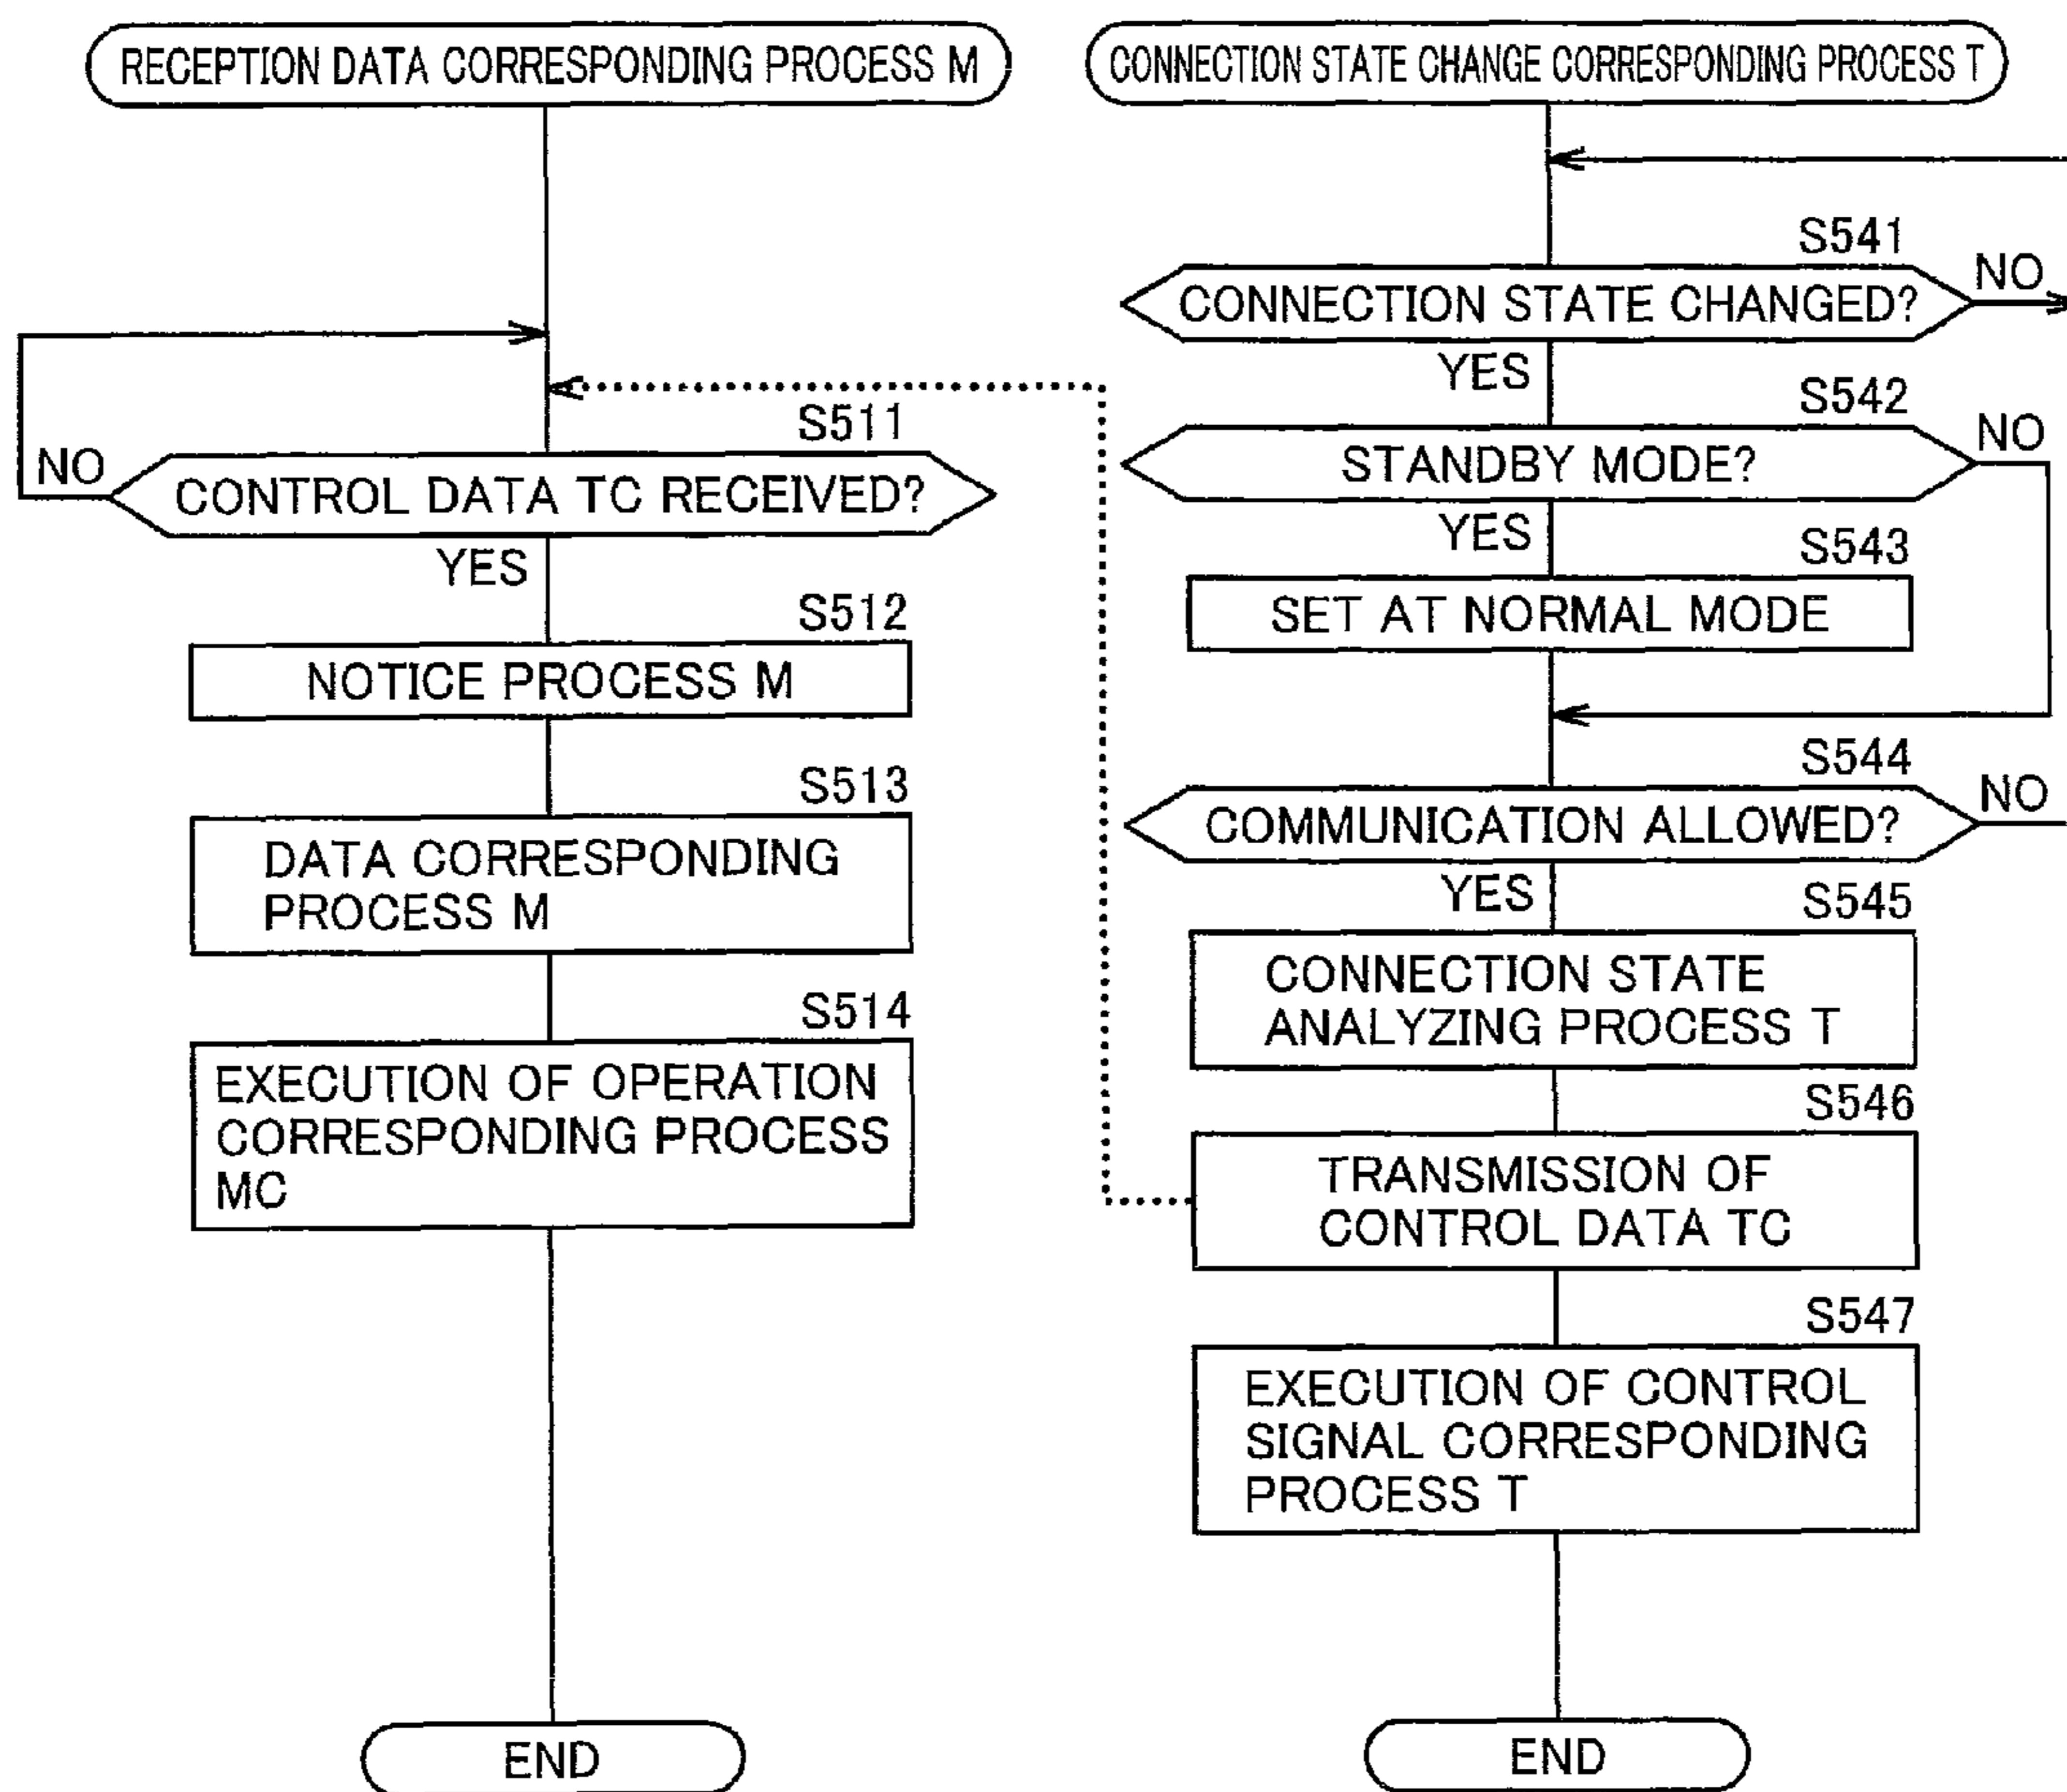 RECEPTION DATA CORRESPONDING PROCESS M
NO
S511
CONTROL DATA TC RECEIVED?
YES
S512
NOTICE PROCESS M
S513
DATA CORRESPONDING
PROCESS M
S514
EXECUTION OF OPERATION
CORRESPONDING PROCESS
MC
END
CONNECTION STATE CHANGE CORRESPONDING PROCESS T
S541
CONNECTION STATE CHANGED?
NO
YES
S542
STANDBY MODE?
NO
YES
S543
SET AT NORMAL MODE
S544
COMMUNICATION ALLOWED?
NO
YES
S545
CONNECTION STATE
ANALYZING PROCESS T
S546
TRANSMISSION OF
CONTROL DATA TC
S547
EXECUTION OF CONTROL
SIGNAL CORRESPONDING
PROCESS T
END